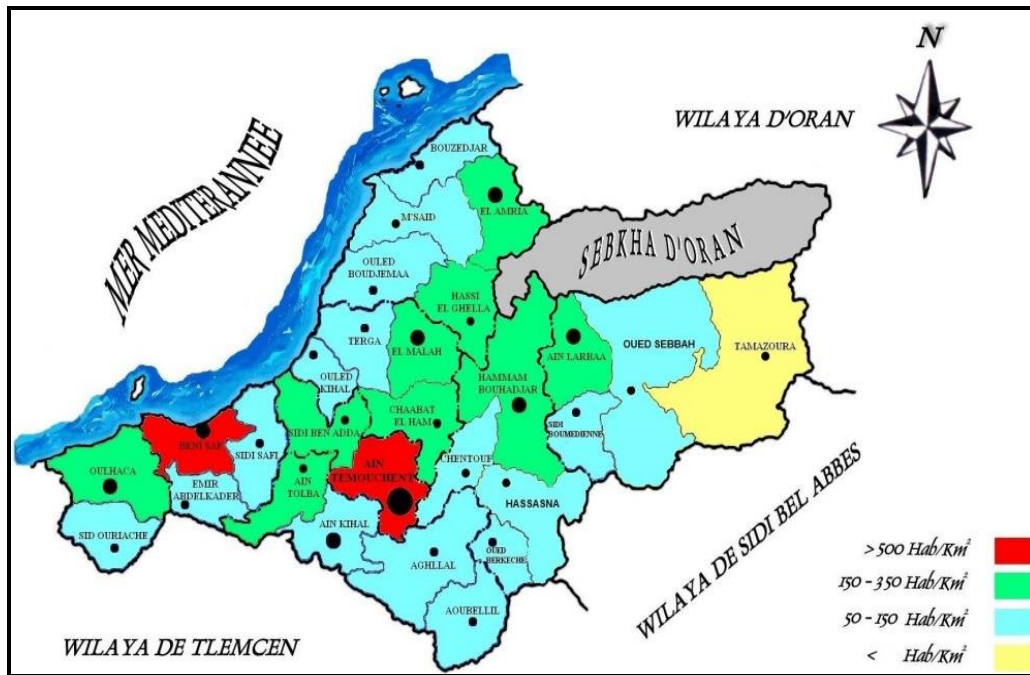 N
WILAYA D'ORAN
MER MEDITERANNEE
BOUZEDJAR
EL AMRIA
M'SAID
SEBKHA D'ORAN
OULED
BOUDJEMAA
HASSI
EL GHELLA
TERGA
EL MALAH
AIN LARBAA
OUED SEBBAH
TAMAZOURA
OULED
KIHAL
HAMMAM
BOUHADJAR
CHAABAT
EL HAM
SIDI BEN ADDA
SIDI
BOUMEDIENNE
BENI SAF
SIDI SAFI
OULHACA
AIN
TEMOUCHENT
CHENTOUF
EMIR
ABDELKADER
AIN
TOLBA
HASSASNA
SID OURIACHE
AIN KIHAL
AGHLLAL
OUED
BERKECHE
AOUBELLIL
WILAYA DE SIDI BEL ABBES
WILAYA DE TLEMCEN
> 500 Hab/Km²
150 - 350 Hab/Km²
50 - 150 Hab/Km²
< Hab/Km²